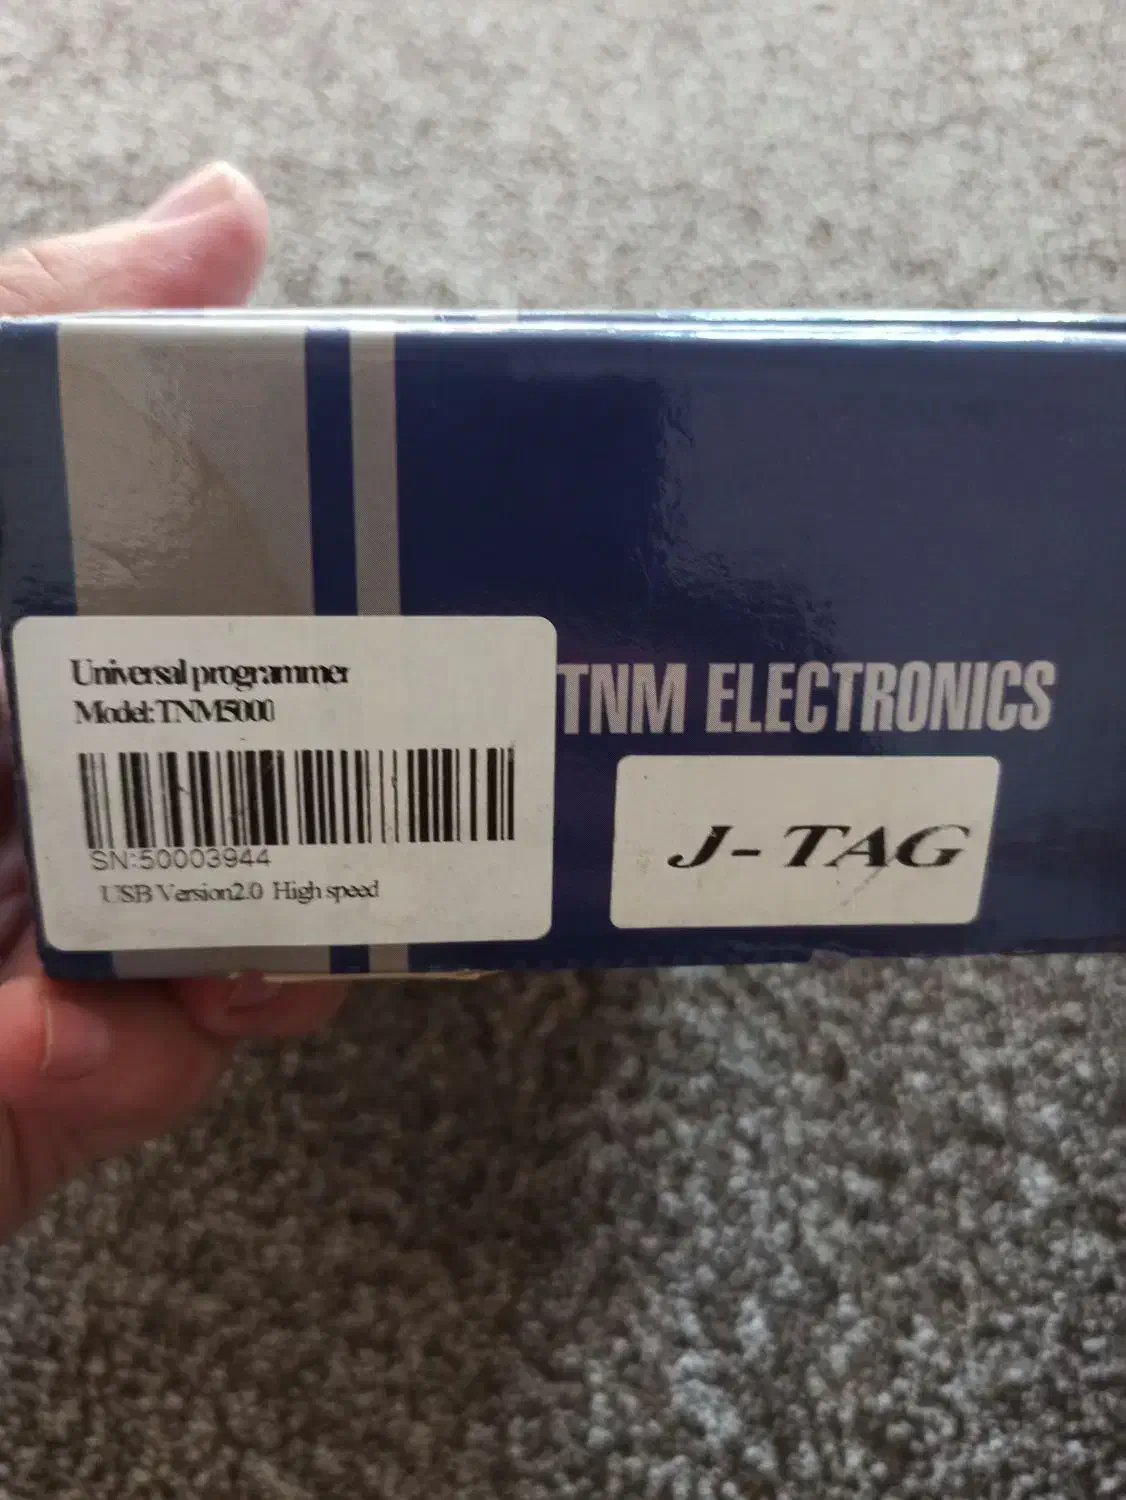 Universal programmer
Model:TNM5000
SN:50003944
USB Version2.0 High speed
TNM ELECTRONICS
J-TAG